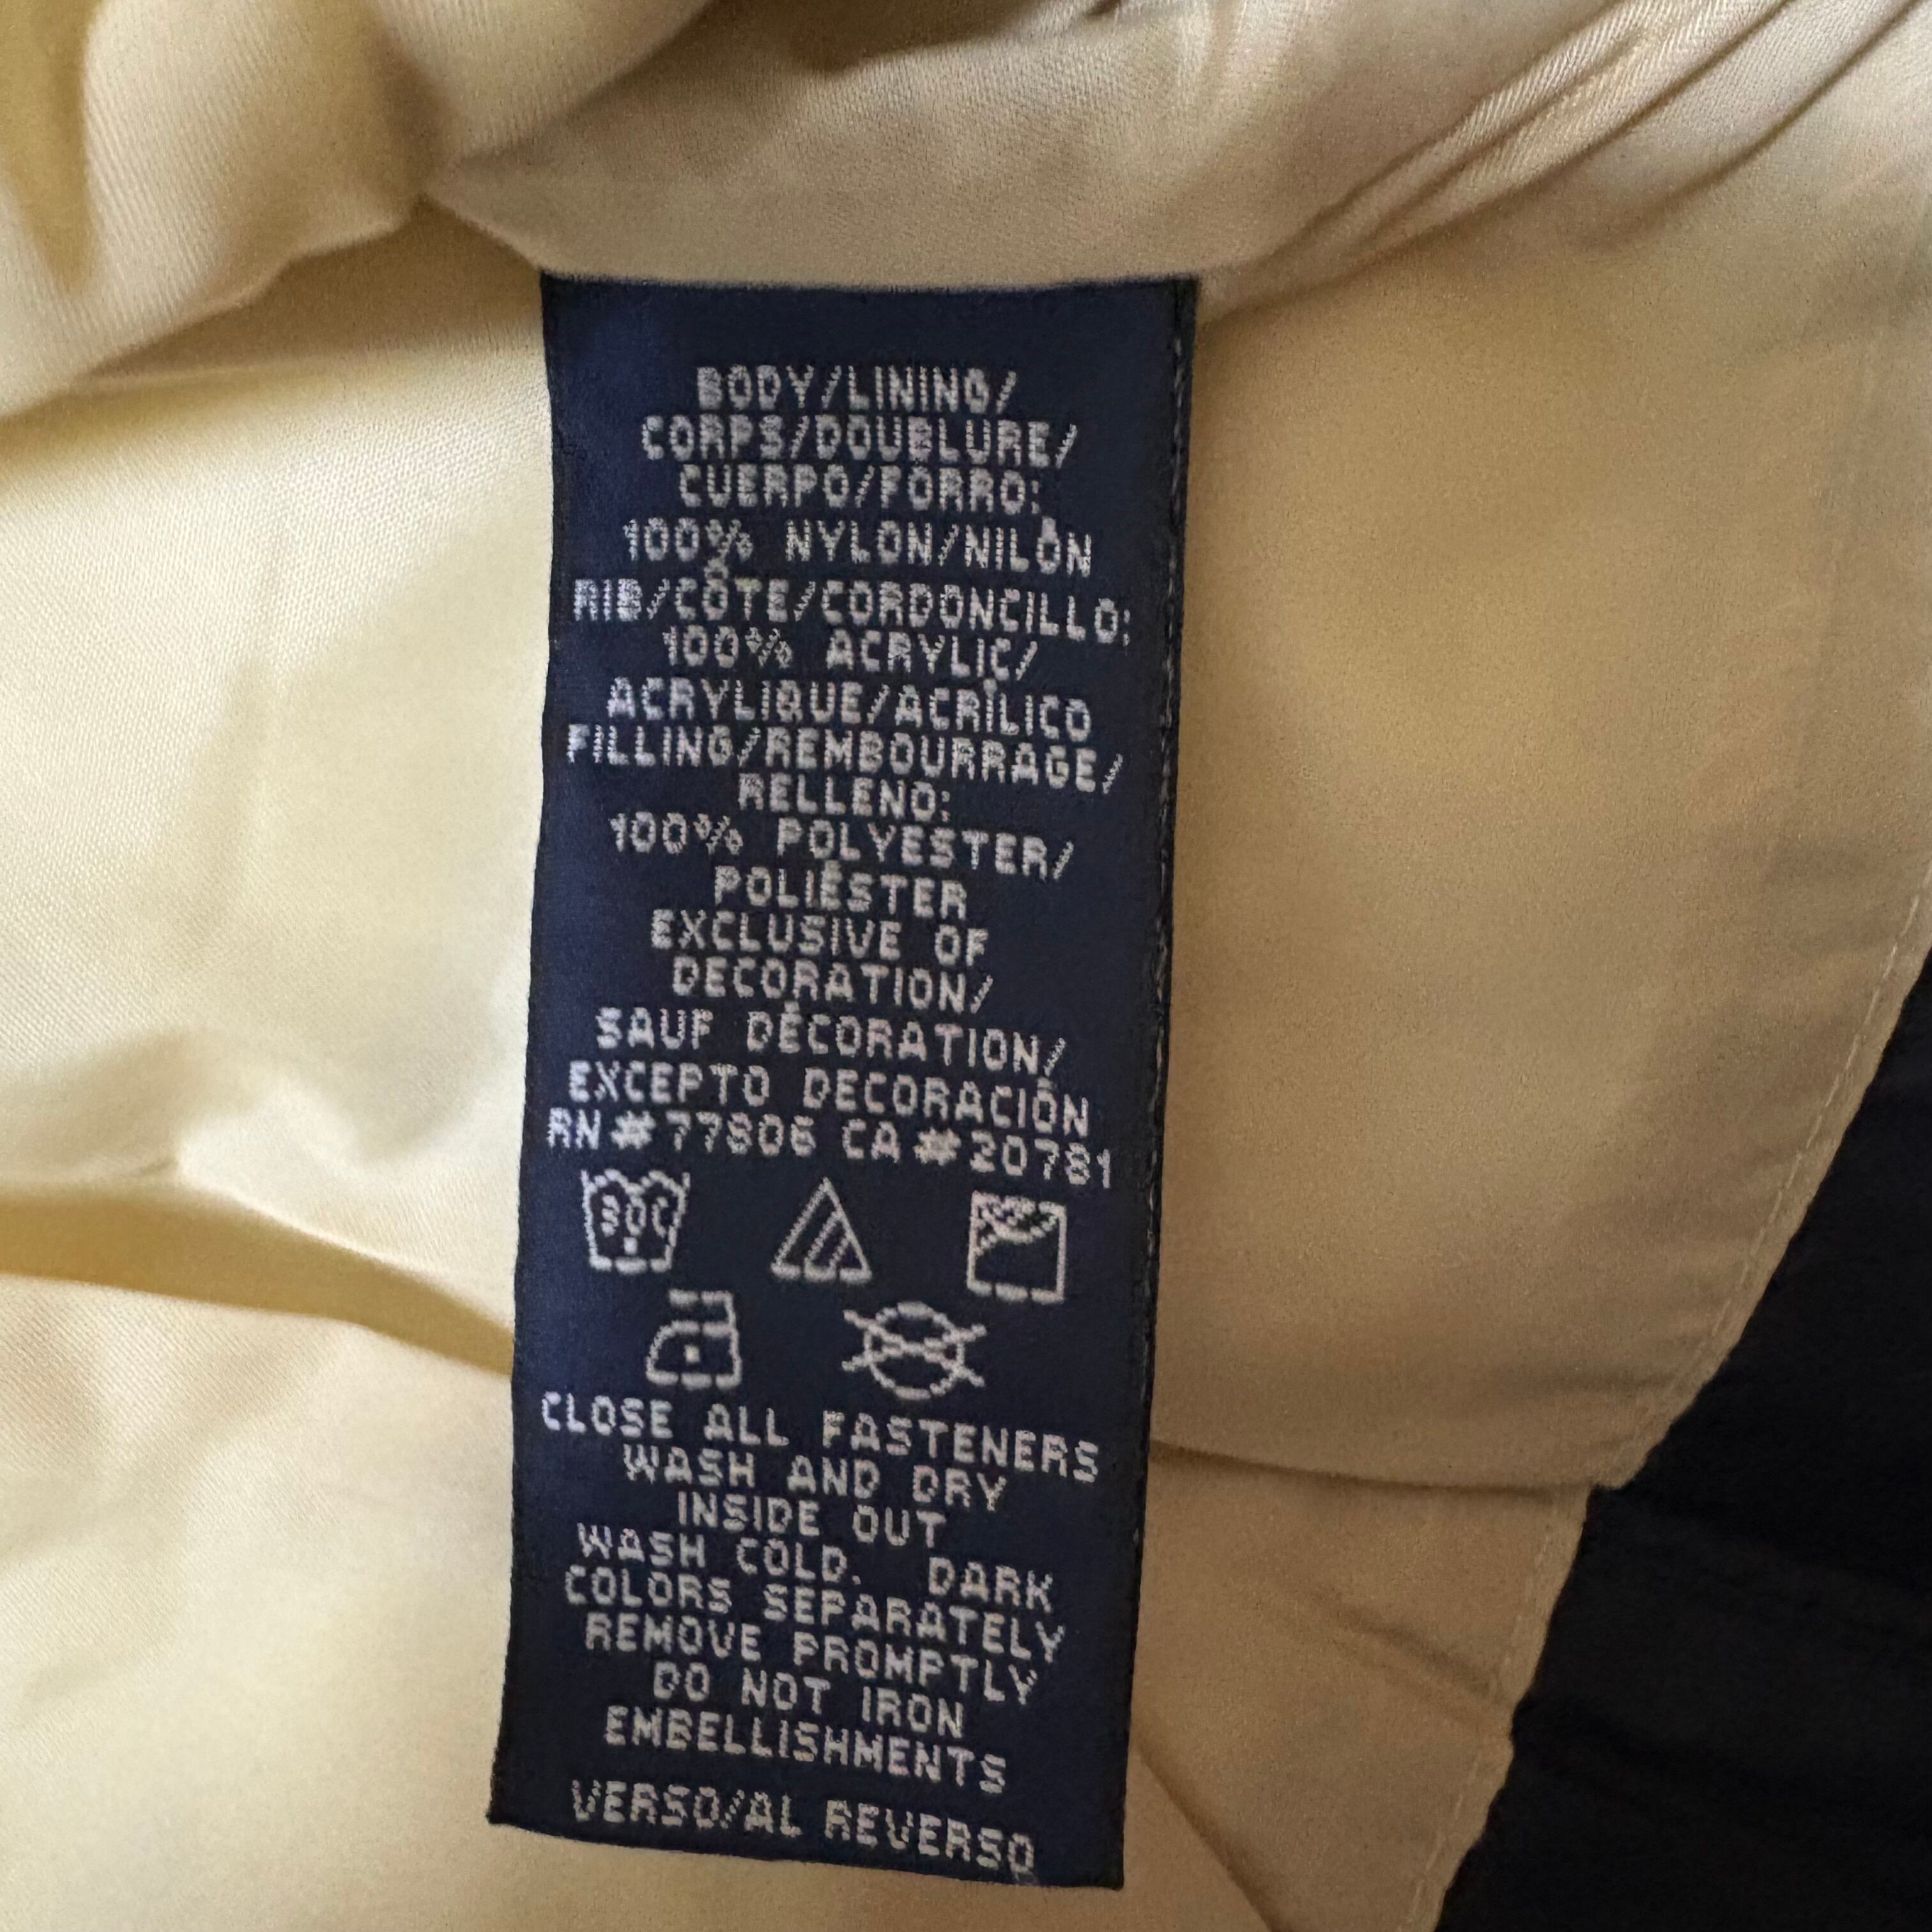 BODY/LINING/
CORPS/DOUBLURE/
CUERPO/FORRO:
100% NYLON/NILÓN
RIB/CÔTE/CORDONCILLO:
100% ACRYLIC/
ACRYLIQUE/ACRÍLICO
FILLING/REMBOURRAGE/
RELLENO:
100% POLYESTER/
POLIÉSTER
EXCLUSIVE OF
DECORATION/
SAUF DÉCORATION/
EXCEPTO DECORACIÓN
RN#77806 CA#20781
30C
CLOSE ALL FASTENERS
WASH AND DRY
INSIDE OUT
WASH COLD. DARK
COLORS SEPARATELY
REMOVE PROMPTLY
DO NOT IRON
EMBELLISHMENTS
VERSO/AL REVERSO